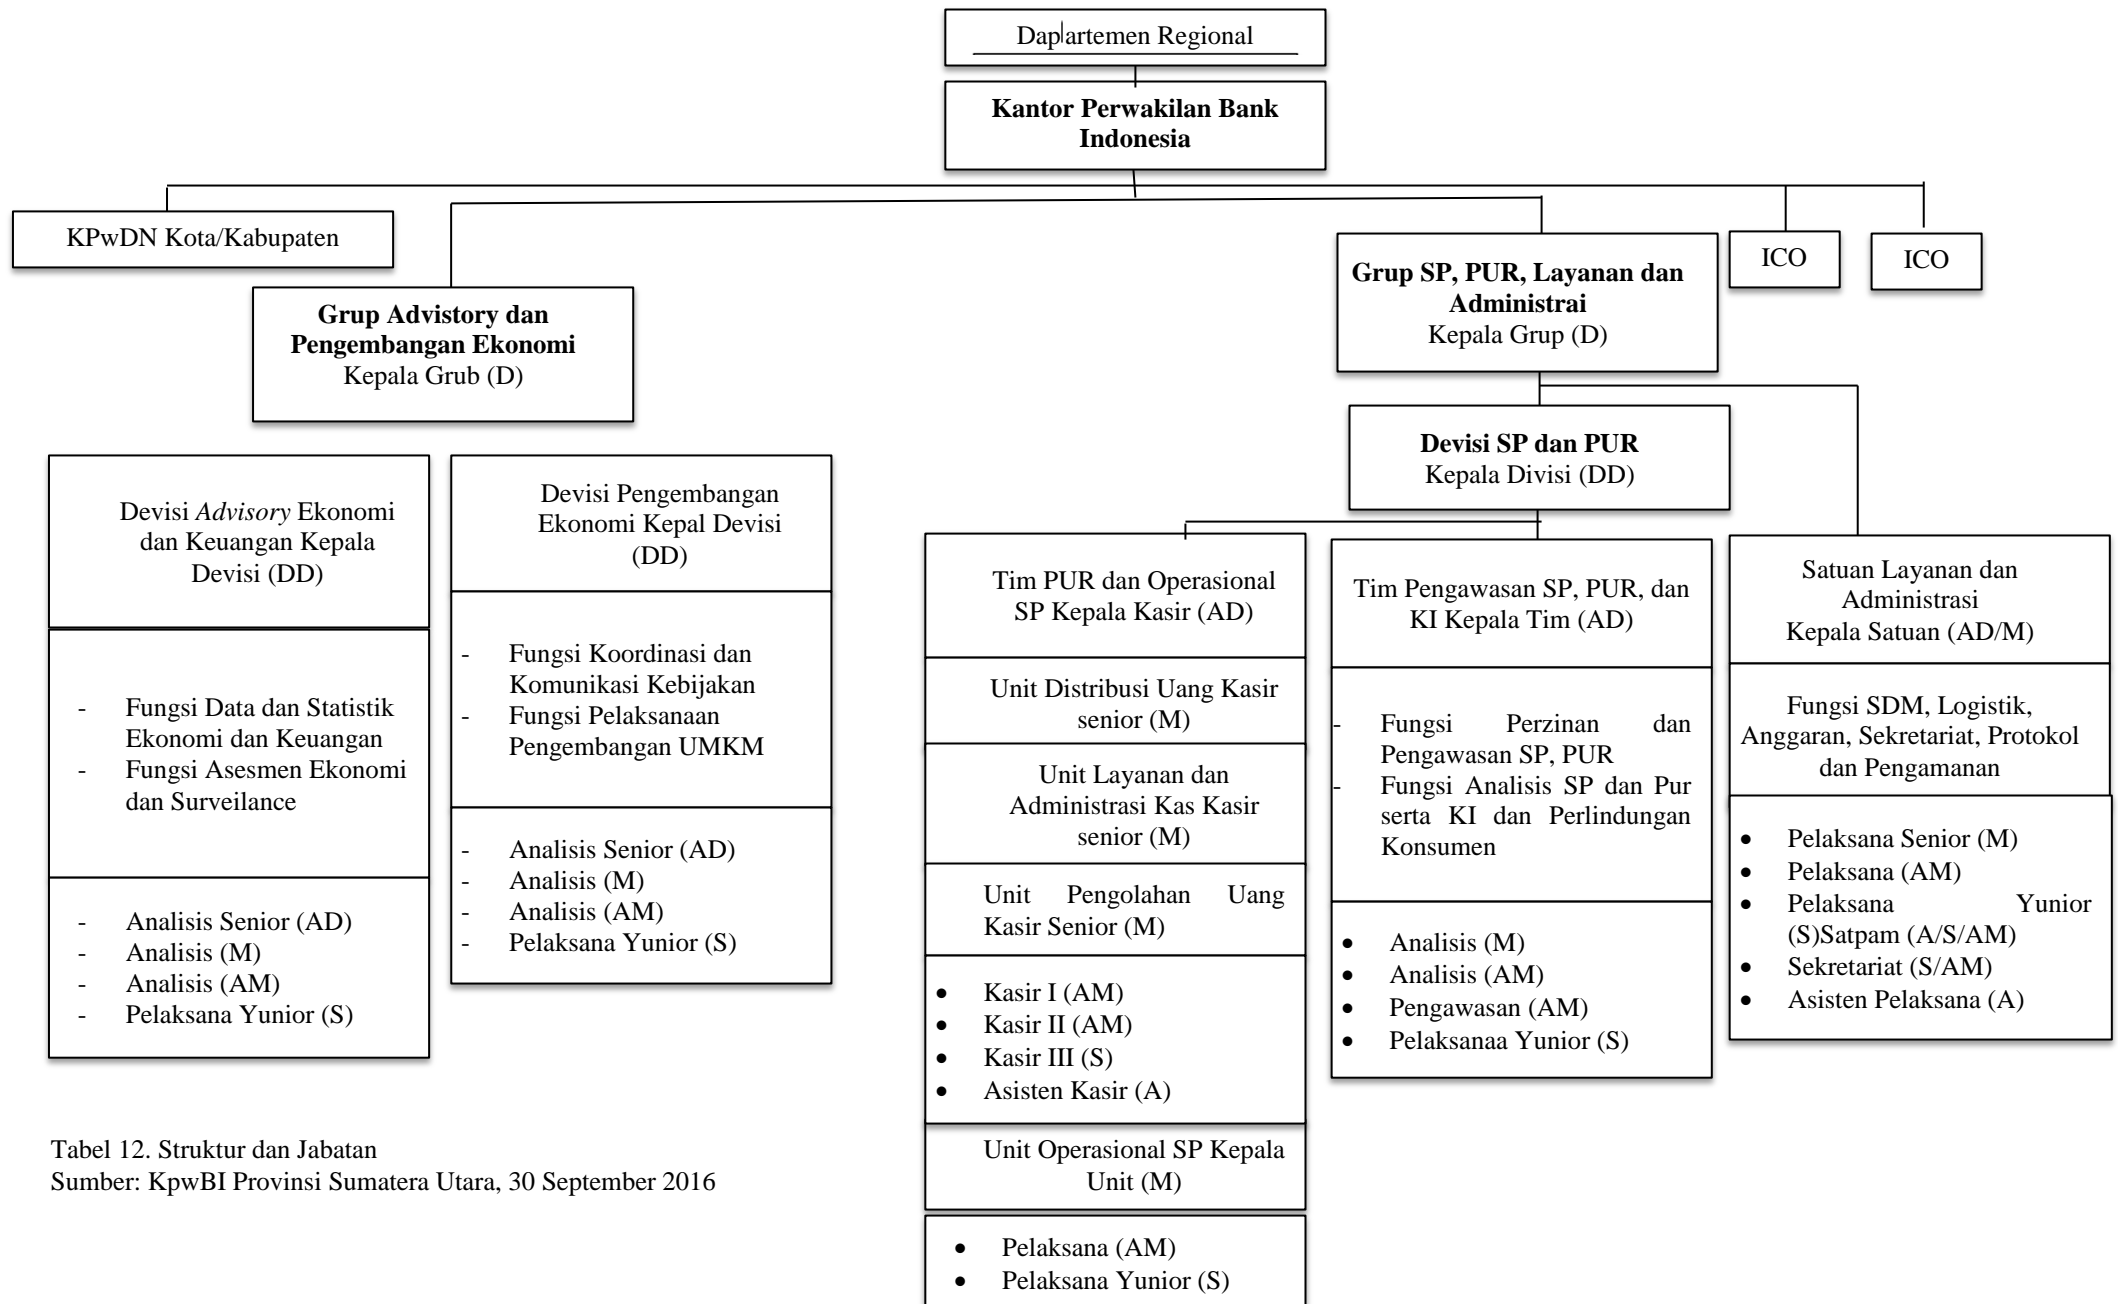 Dapartemen Regional
Kantor Perwakilan Bank
Indonesia
KPwDN Kota/Kabupaten
ICO
ICO
Grup Advistory dan
Pengembangan Ekonomi
Kepala Grub (D)
Grup SP, PUR, Layanan dan
Administrai
Kepala Grup (D)
Devisi SP dan PUR
Kepala Divisi (DD)
Devisi Advisory Ekonomi
dan Keuangan Kepala
Devisi (DD)
- Fungsi Data dan Statistik
Ekonomi dan Keuangan
- Fungsi Asesmen Ekonomi
dan Surveilance
- Analisis Senior (AD)
- Analisis (M)
- Analisis (AM)
- Pelaksana Yunior (S)
Devisi Pengembangan
Ekonomi Kepal Devisi
(DD)
- Fungsi Koordinasi dan
Komunikasi Kebijakan
- Fungsi Pelaksanaan
Pengembangan UMKM
- Analisis Senior (AD)
- Analisis (M)
- Analisis (AM)
- Pelaksana Yunior (S)
Tim PUR dan Operasional
SP Kepala Kasir (AD)
Unit Distribusi Uang Kasir
senior (M)
Unit Layanan dan
Administrasi Kas Kasir
senior (M)
Unit Pengolahan Uang
Kasir Senior (M)
• Kasir I (AM)
• Kasir II (AM)
• Kasir III (S)
• Asisten Kasir (A)
Unit Operasional SP Kepala
Unit (M)
• Pelaksana (AM)
• Pelaksana Yunior (S)
Tim Pengawasan SP, PUR, dan
KI Kepala Tim (AD)
- Fungsi Perzinan dan
Pengawasan SP, PUR
- Fungsi Analisis SP dan Pur
serta KI dan Perlindungan
Konsumen
• Analisis (M)
• Analisis (AM)
• Pengawasan (AM)
• Pelaksanaa Yunior (S)
Satuan Layanan dan
Administrasi
Kepala Satuan (AD/M)
Fungsi SDM, Logistik,
Anggaran, Sekretariat, Protokol
dan Pengamanan
• Pelaksana Senior (M)
• Pelaksana (AM)
• Pelaksana Yunior
(S)Satpam (A/S/AM)
• Sekretariat (S/AM)
• Asisten Pelaksana (A)
Tabel 12. Struktur dan Jabatan
Sumber: KpwBI Provinsi Sumatera Utara, 30 September 2016